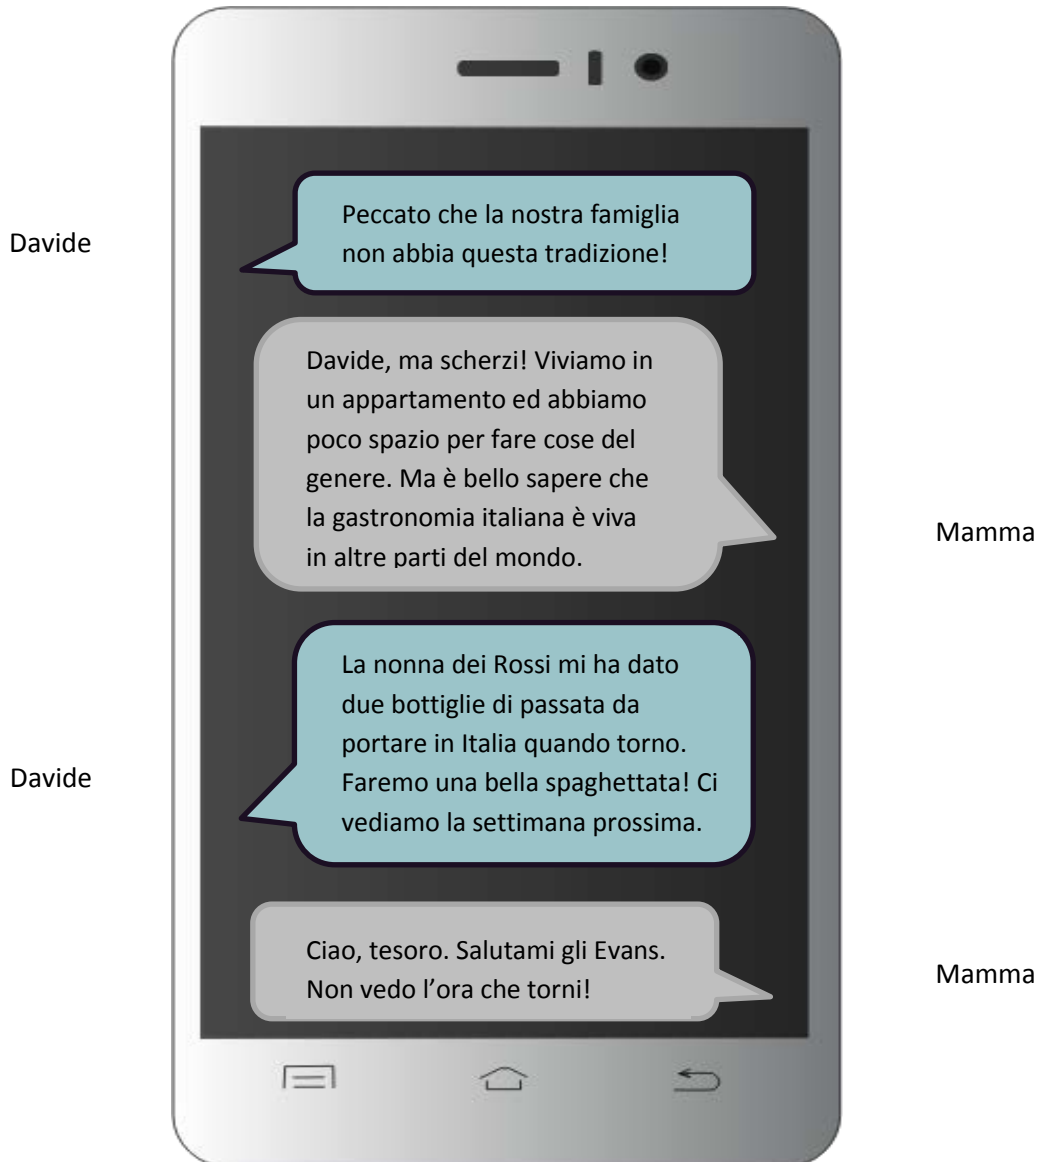 Davide
Peccato che la nostra famiglia
non abbia questa tradizione!
Davide, ma scherzi! Viviamo in
un appartamento ed abbiamo
poco spazio per fare cose del
genere. Ma è bello sapere che
la gastronomia italiana è viva
in altre parti del mondo.
Mamma
La nonna dei Rossi mi ha dato
due bottiglie di passata da
portare in Italia quando torno.
Faremo una bella spaghettata! Ci
vediamo la settimana prossima.
Davide
Ciao, tesoro. Salutami gli Evans.
Non vedo l’ora che torni!
Mamma